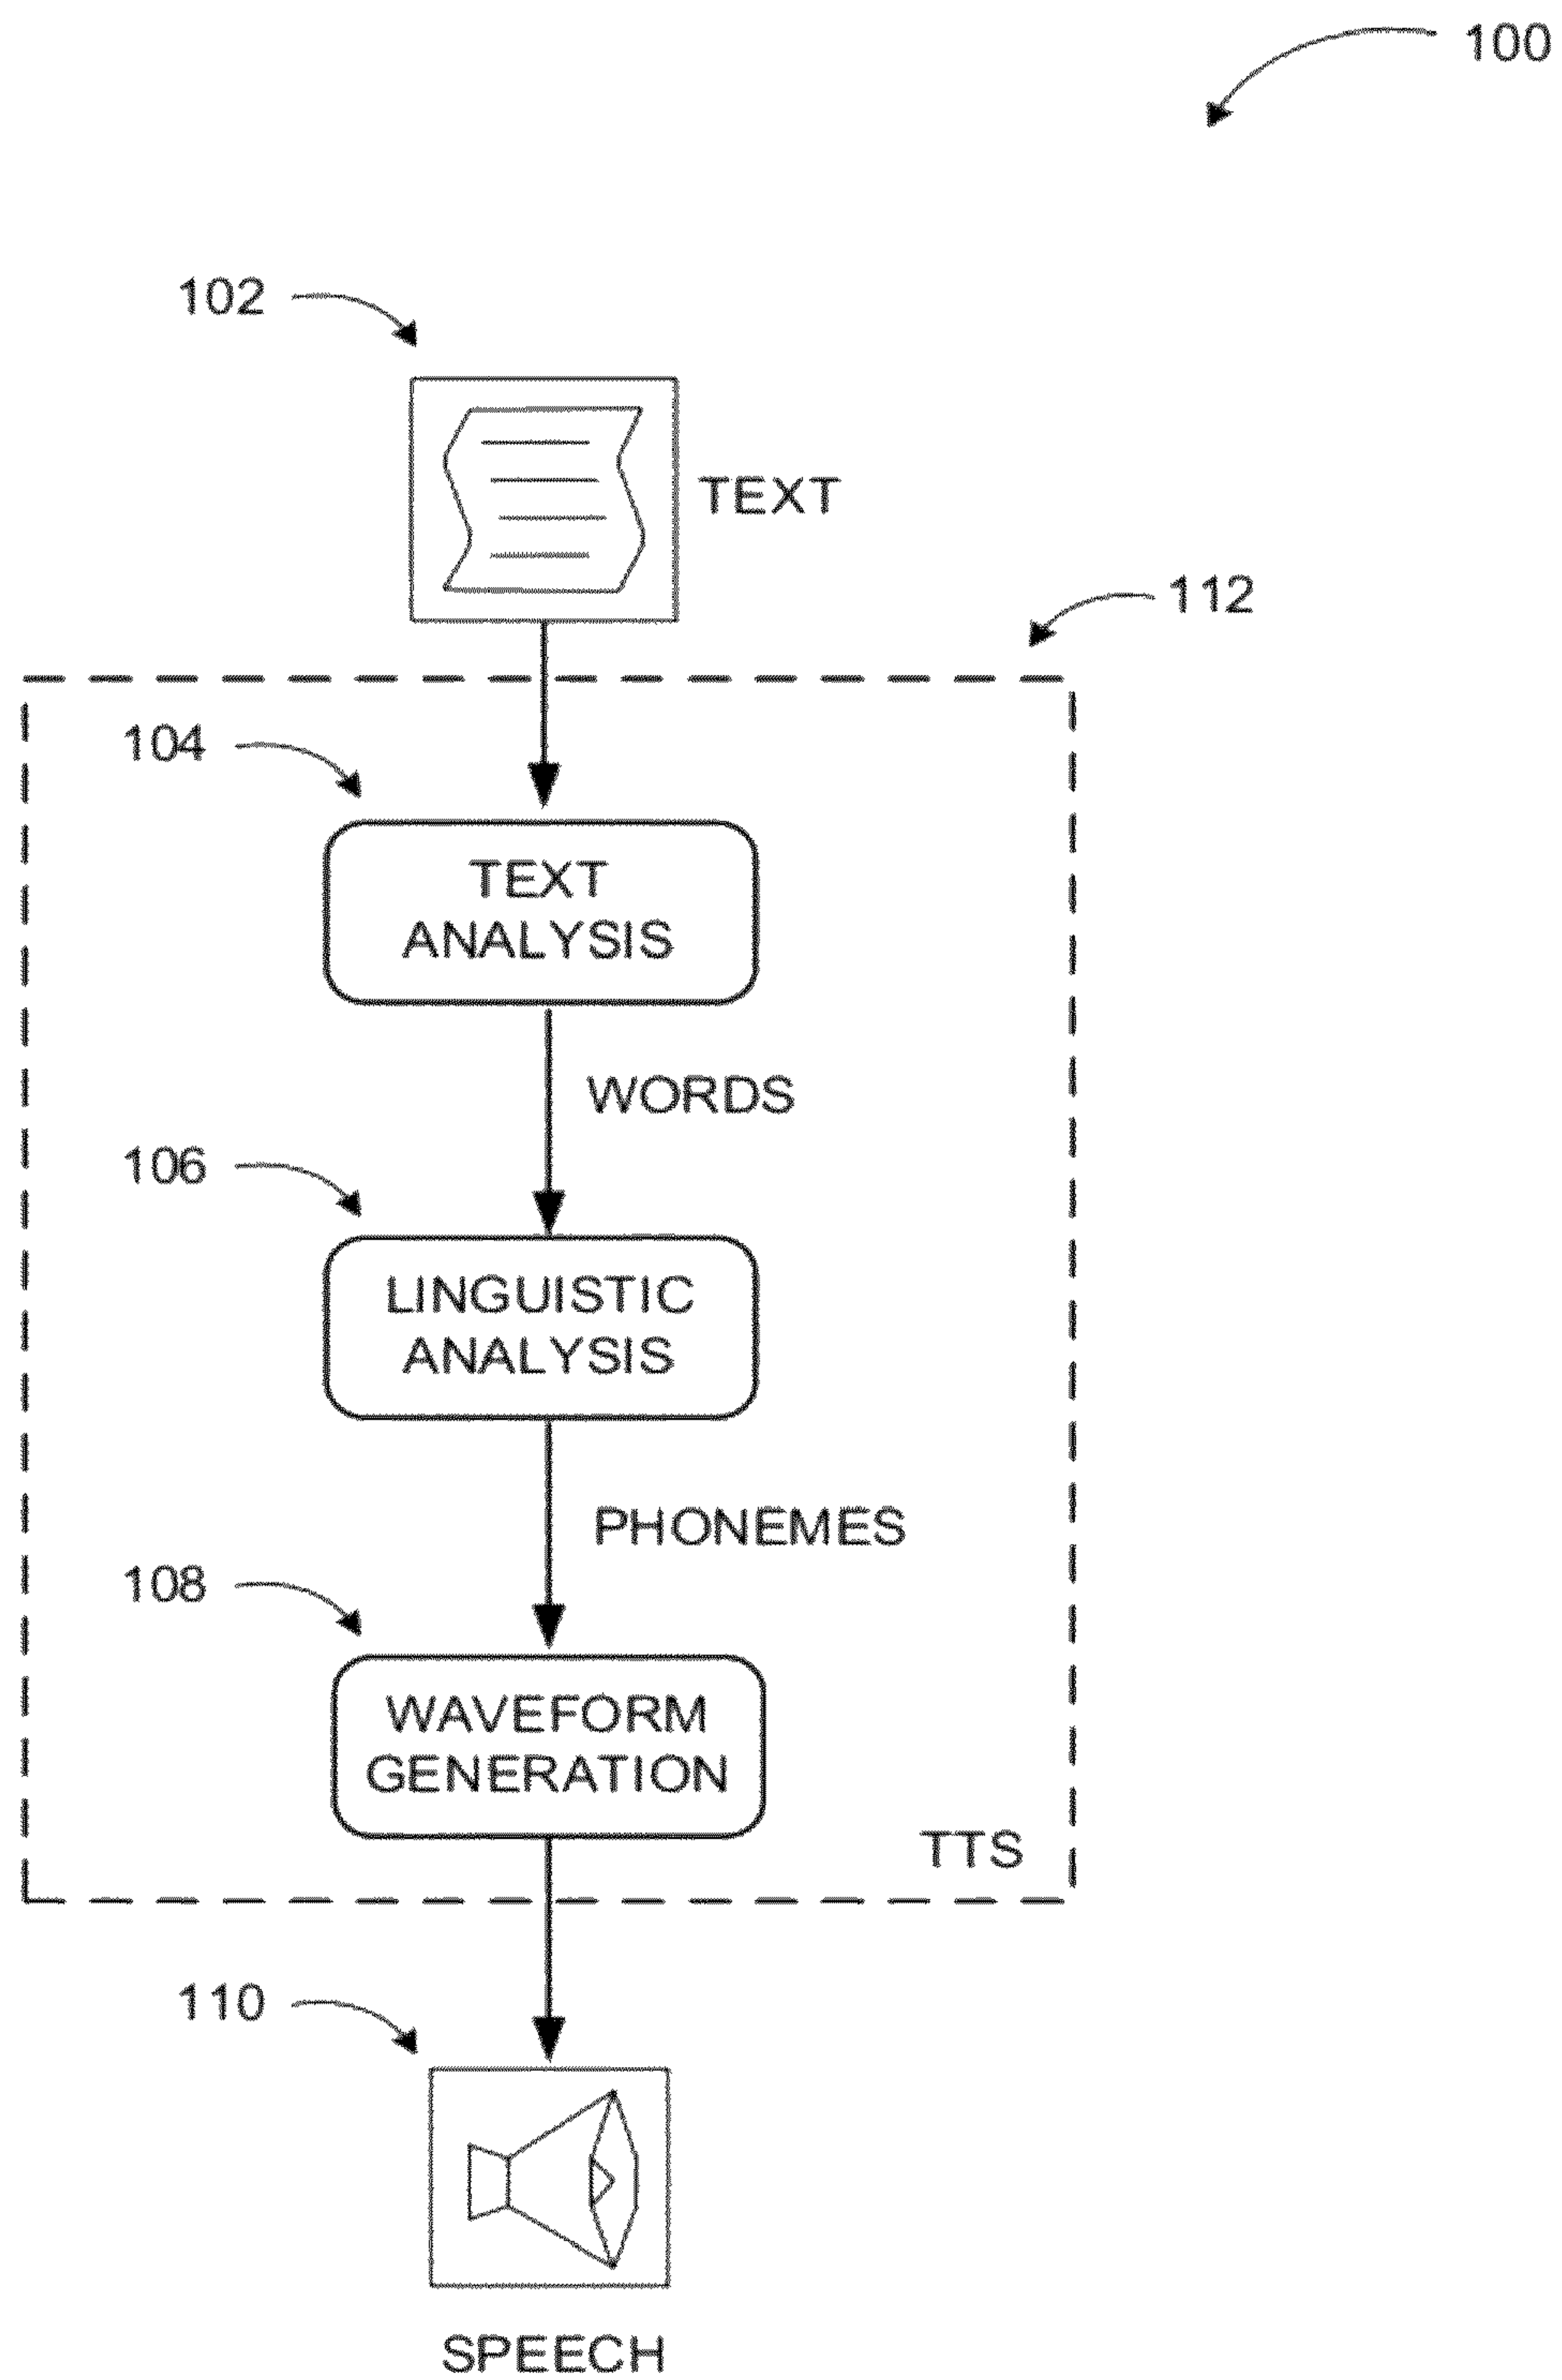 100
102
TEXT
112
104
TEXT
ANALYSIS
WORDS
106
LINGUISTIC
ANALYSIS
PHONEMES
108
WAVEFORM
GENERATION
TTS
110
SPEECH